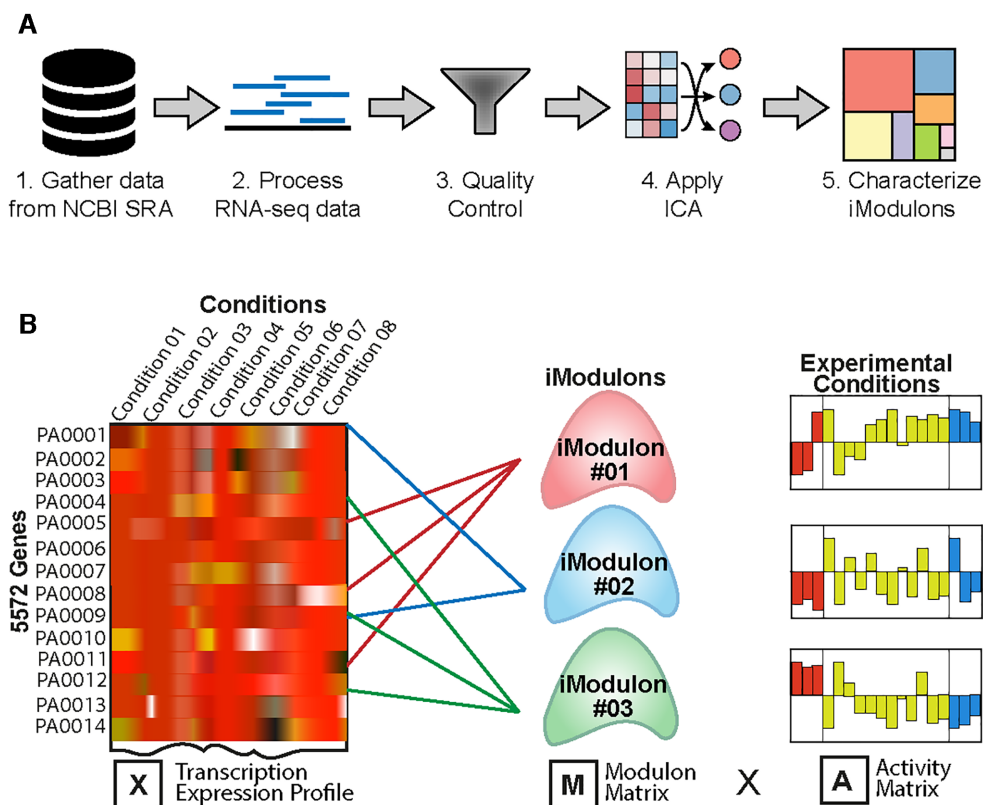 A
1. Gather data
from NCBI SRA
2. Process
RNA-seq data
3. Quality
Control
4. Apply
ICA
5. Characterize
iModulons
B
Conditions
Condition 01
Condition 02
Condition 03
Condition 04
Condition 05
Condition 06
Condition 07
Condition 08
5572 Genes
PA0001
PA0002
PA0003
PA0004
PA0005
PA0006
PA0007
PA0008
PA0009
PA0010
PA0011
PA0012
PA0013
PA0014
X
Transcription
Expression Profile
iModulons
iModulon
#01
iModulon
#02
iModulon
#03
M
Modulon
Matrix
X
Experimental
Conditions
A
Activity
Matrix